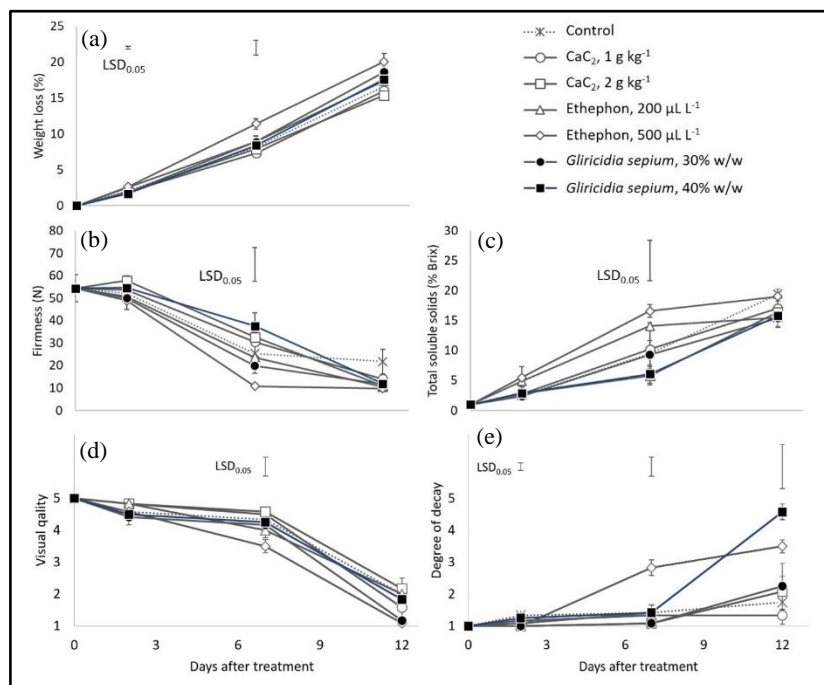 (a)
Weight loss (%)
25
20
15
10
5
0
LSD0.05
Control
CaC2, 1 g kg-1
CaC2, 2 g kg-1
Ethephon, 200 µL L-1
Ethephon, 500 µL L-1
Gliricidia sepium, 30% w/w
Gliricidia sepium, 40% w/w
(b)
Firmness (N)
80
70
60
50
40
30
20
10
0
LSD0.05
(c)
Total soluble solids (% Brix)
30
25
20
15
10
5
0
LSD0.05
(d)
Visual qality
5
4
3
2
1
LSD0.05
0 3 6 9 12
Days after treatment
(e)
Degree of decay
5
4
3
2
1
LSD0.05
0 3 6 9 12
Days after treatment